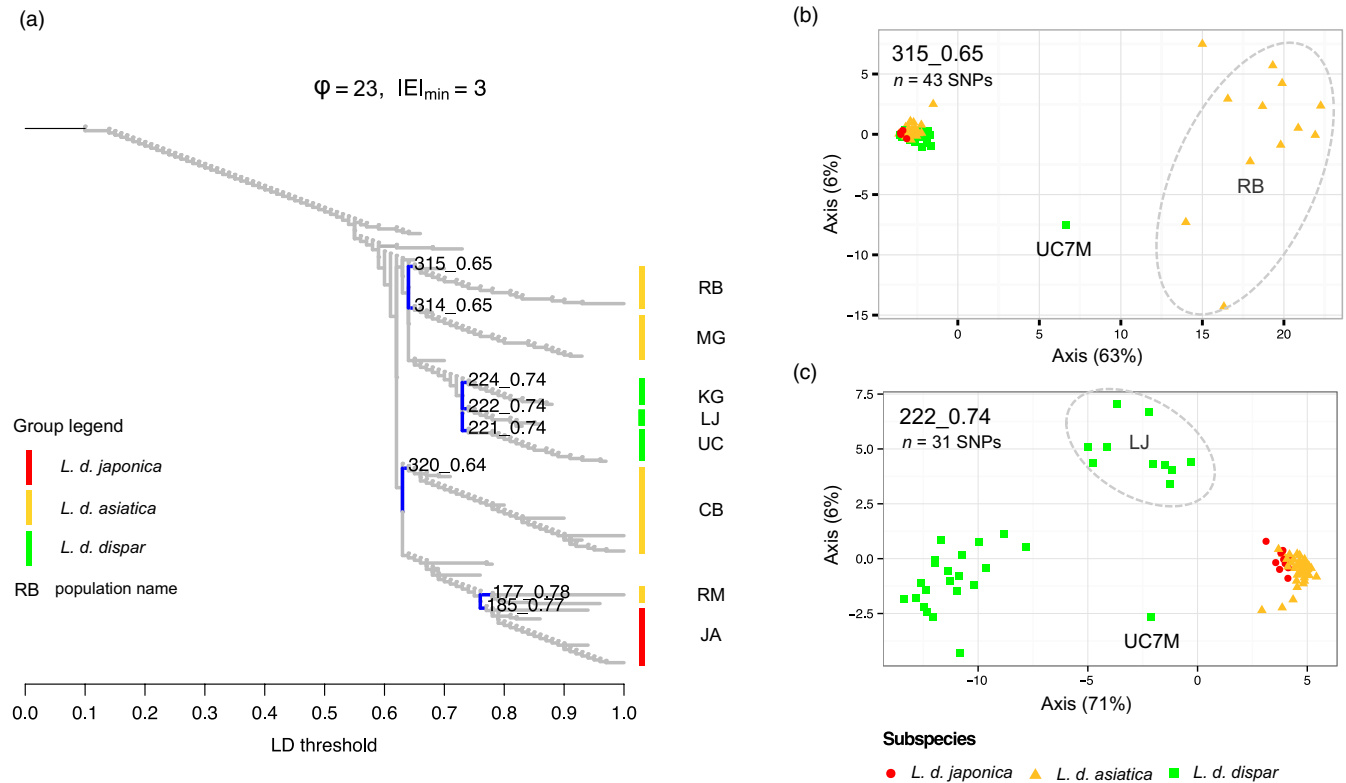 (a)
φ = 23, |E|min = 3
315_0.65
314_0.65
224_0.74
222_0.74
221_0.74
320_0.64
177_0.78
185_0.77
RB
MG
KG
LJ
UC
CB
RM
JA
Group legend
L. d. japonica
L. d. asiatica
L. d. dispar
RB population name
0.0 0.1 0.2 0.3 0.4 0.5 0.6 0.7 0.8 0.9 1.0
LD threshold
(b)
315_0.65
n = 43 SNPs
RB
UC7M
5
0
−5
−10
−15
Axis (6%)
0 5 10 15 20
Axis (63%)
(c)
222_0.74
n = 31 SNPs
LJ
UC7M
7.5
5.0
2.5
0.0
−2.5
Axis (6%)
−10 −5 0 5
Axis (71%)
Subspecies
L. d. japonica L. d. asiatica L. d. dispar